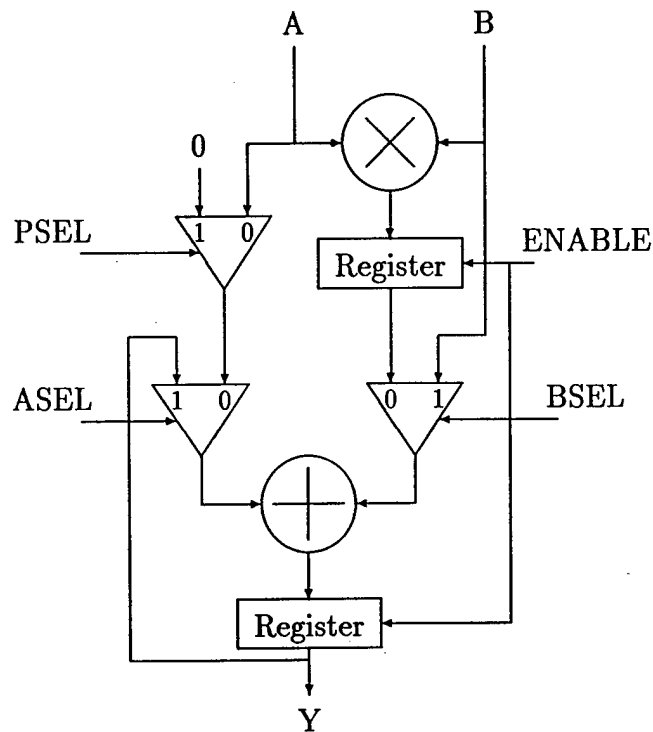 A
B
0
1 0
PSEL
ENABLE
Register
1 0
0 1
ASEL
BSEL
Register
Y